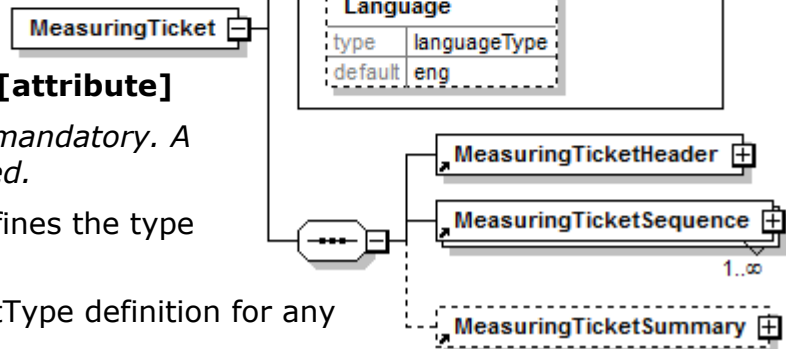 Language
MeasuringTicket
type languageType
default eng
[attribute]
mandatory. A
ed.
fines the type
tType definition for any
MeasuringTicketHeader
MeasuringTicketSequence
1..∞
MeasuringTicketSummary